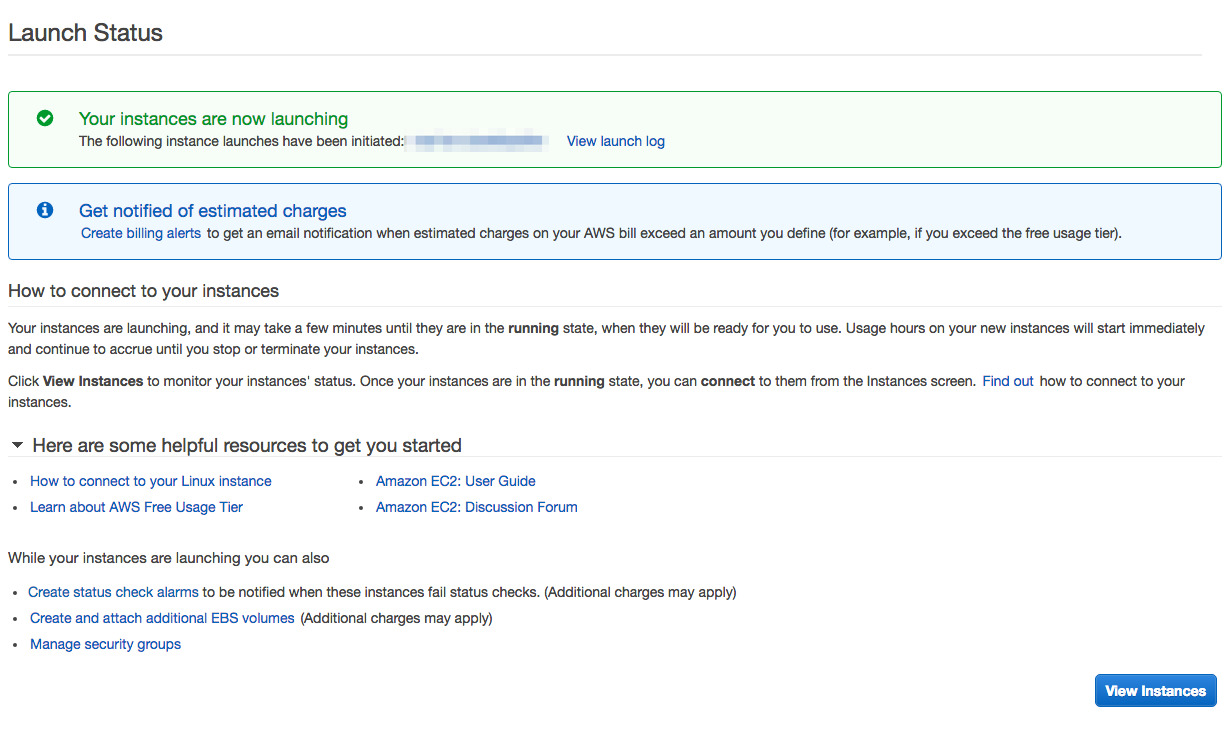 Launch Status
Your instances are now launching
The following instance launches have been initiated: View launch log
Get notified of estimated charges
Create billing alerts to get an email notification when estimated charges on your AWS bill exceed an amount you define (for example, if you exceed the free usage tier).
How to connect to your instances
Your instances are launching, and it may take a few minutes until they are in the running state, when they will be ready for you to use. Usage hours on your new instances will start immediately
and continue to accrue until you stop or terminate your instances.
Click View Instances to monitor your instances' status. Once your instances are in the running state, you can connect to them from the Instances screen. Find out how to connect to your
instances.
Here are some helpful resources to get you started
• How to connect to your Linux instance
• Amazon EC2: User Guide
• Learn about AWS Free Usage Tier
• Amazon EC2: Discussion Forum
While your instances are launching you can also
• Create status check alarms to be notified when these instances fail status checks. (Additional charges may apply)
• Create and attach additional EBS volumes (Additional charges may apply)
• Manage security groups
View Instances